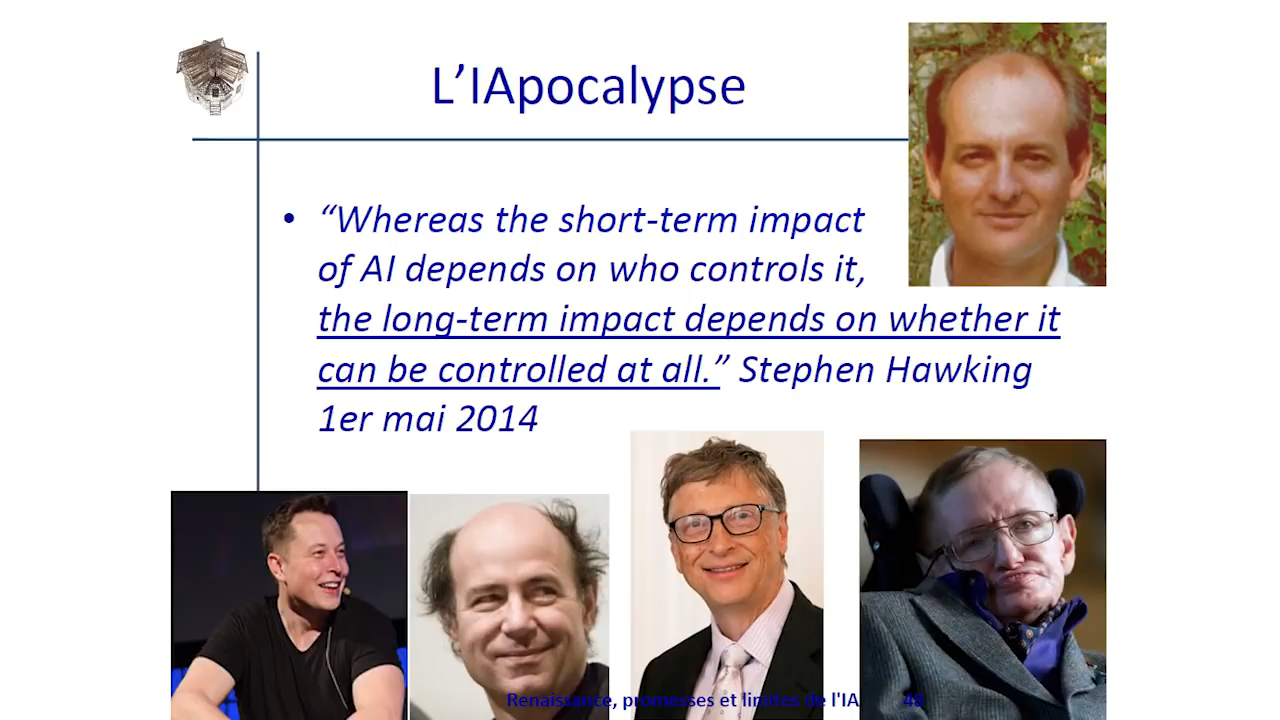 L’IApocalypse
• “Whereas the short-term impact
of AI depends on who controls it,
the long-term impact depends on whether it
can be controlled at all.” Stephen Hawking
1er mai 2014
Renaissance, promesses et limites de l'IA 48